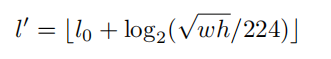 l′ = ⌊l₀ + log₂(√wh/224)⌋